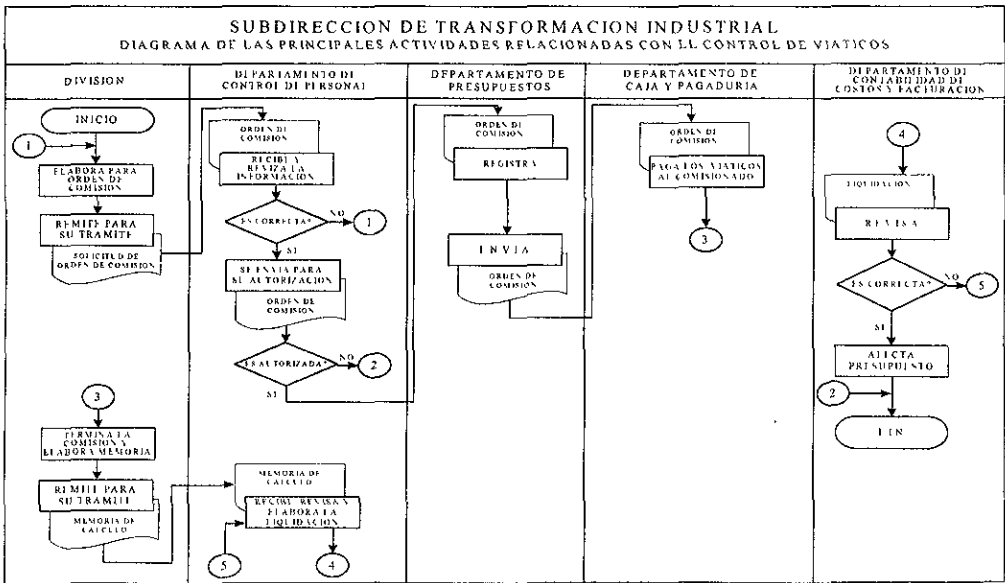 SUBDIRECCION DE TRANSFORMACION INDUSTRIAL
DIAGRAMA DE LAS PRINCIPALES ACTIVIDADES RELACIONADAS CON EL CONTROL DE VIATICOS
DIVISION
INICIO
1
ELABORA PARA
ORDEN DE
COMISION
REMITE PARA
SU TRAMITE
SOLICITUD DE
ORDEN DE COMISION
3
TERMINA LA
COMISION Y
ELABORA MEMORIA
REMITE PARA
SU TRAMITE
MEMORIA DE
CALCULO
DEPARTAMENTO DE
CONTROL DE PERSONAL
ORDEN DE
COMISION
RECIBE Y
REVIZA LA
INFORMACION
ES CORRECTA?
NO
1
SI
SE ENVIA PARA
SU AUTORIZACION
ORDEN DE
COMISION
ES AUTORIZADA?
NO
2
SI
MEMORIA DE
CALCULO
RECIBE REVISA Y
ELABORA LA
LIQUIDACION
5
4
DEPARTAMENTO DE
PRESUPUESTOS
ORDEN DE
COMISION
REGISTRA
ENVIA
ORDEN DE
COMISION
DEPARTAMENTO DE
CAJA Y PAGADURIA
ORDEN DE
COMISION
PAGA LOS VIATICOS
AL COMISIONADO
3
DEPARTAMENTO DE
CONTABILIDAD DE
COSTOS Y FACTURACION
4
LIQUIDACION
REVISA
ES CORRECTA?
NO
5
SI
AFECTA
PRESUPUESTO
2
FIN